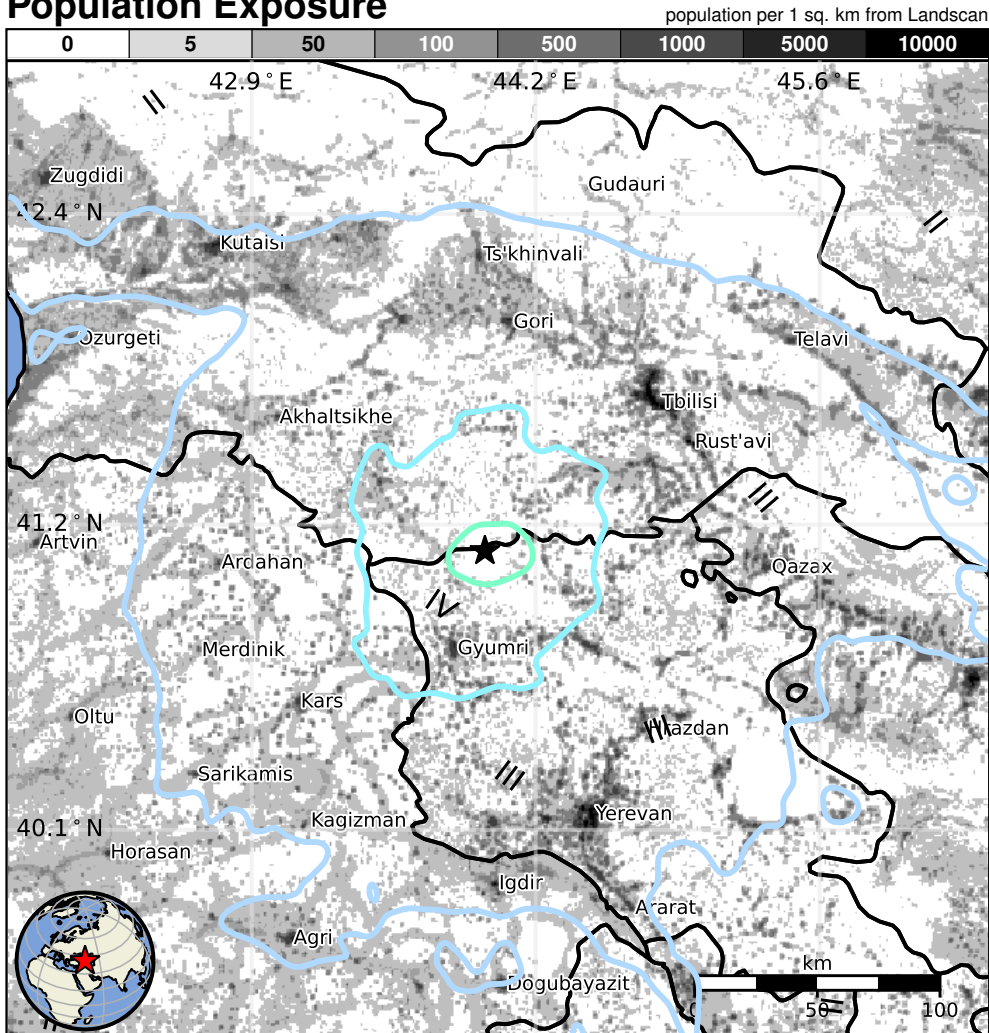 Population Exposure
population per 1 sq. km from Landscan
0 5 50 100 500 1000 5000 10000
42.9°E 44.2°E 45.6°E
II
Zugdidi
Gudauri
42.4°N
II
Kutaisi
Ts'khinvali
Gori
Ozurgeti
Telavi
Tbilisi
Akhaltsikhe
Rust'avi
III
41.2°N
Artvin
Ardahan
Qazax
IV
Merdinik
Gyumri
Kars
Oltu
Hrazdan
III
Sarikamis
Kagizman
Yerevan
40.1°N
Horasan
Igdir
Ararat
Agri
km
Dogubayazit
0 50 100